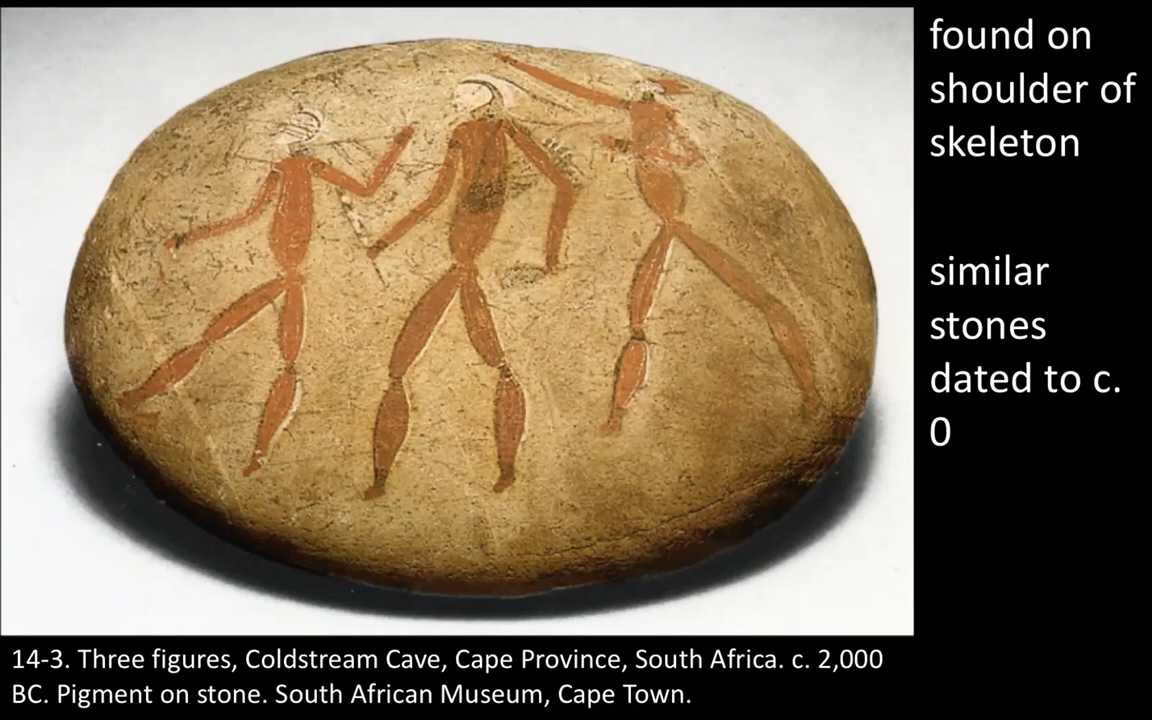 found on
shoulder of
skeleton
similar
stones
dated to c.
0
14-3. Three figures, Coldstream Cave, Cape Province, South Africa. c. 2,000
BC. Pigment on stone. South African Museum, Cape Town.